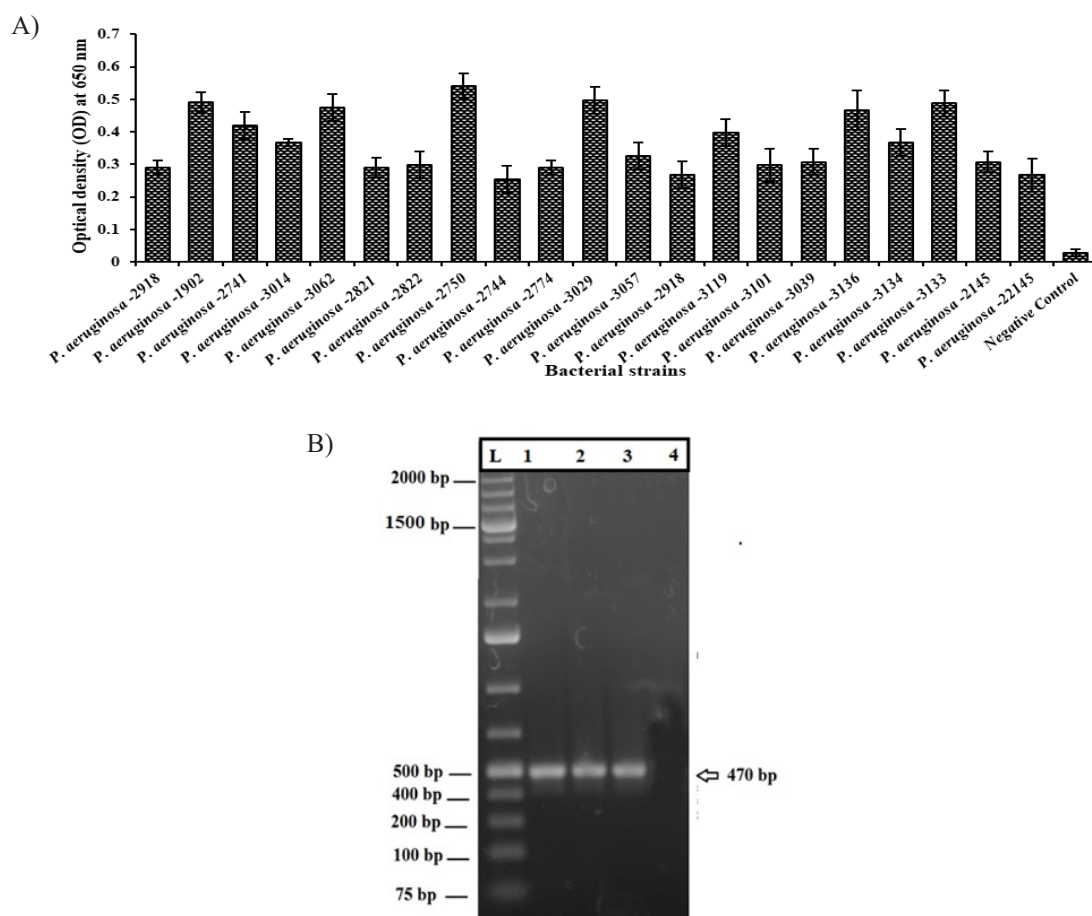 A)
Optical density (OD) at 650 nm
0.7
0.6
0.5
0.4
0.3
0.2
0.1
0
P. aeruginosa -2918
P. aeruginosa -1902
P. aeruginosa -2741
P. aeruginosa -3014
P. aeruginosa -3062
P. aeruginosa -2821
P. aeruginosa -2822
P. aeruginosa -2750
P. aeruginosa -2744
P. aeruginosa -2774
P. aeruginosa -3029
P. aeruginosa -3057
P. aeruginosa -2918
P. aeruginosa -3119
P. aeruginosa -3101
P. aeruginosa -3039
P. aeruginosa -3136
P. aeruginosa -3134
P. aeruginosa -3133
P. aeruginosa -2145
P. aeruginosa -22145
Negative Control
Bacterial strains
B)
L 1 2 3 4
2000 bp
1500 bp
500 bp
470 bp
400 bp
200 bp
100 bp
75 bp